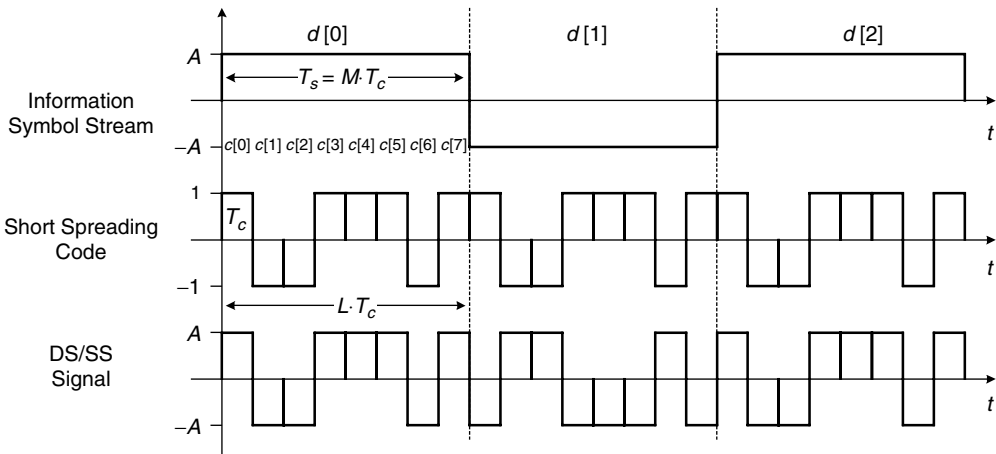 d[0] d[1] d[2]
A
T_s = M·T_c
Information
Symbol Stream
t
–A
c[0] c[1] c[2] c[3] c[4] c[5] c[6] c[7]
1
T_c
Short Spreading
Code
t
–1
L·T_c
A
DS/SS
Signal
t
–A